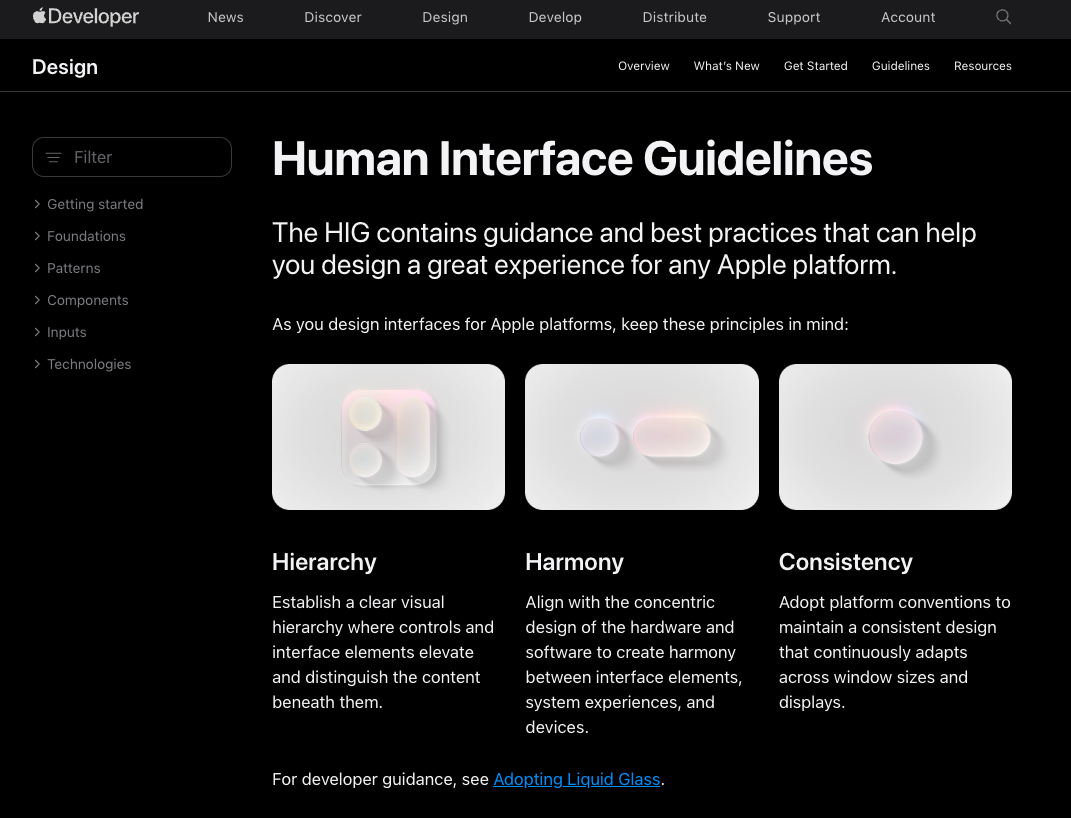 Developer
News
Discover
Design
Develop
Distribute
Support
Account
Design
Overview
What's New
Get Started
Guidelines
Resources
Filter
Getting started
Foundations
Patterns
Components
Inputs
Technologies
Human Interface Guidelines
The HIG contains guidance and best practices that can help
you design a great experience for any Apple platform.
As you design interfaces for Apple platforms, keep these principles in mind:
Hierarchy
Establish a clear visual
hierarchy where controls and
interface elements elevate
and distinguish the content
beneath them.
Harmony
Align with the concentric
design of the hardware and
software to create harmony
between interface elements,
system experiences, and
devices.
Consistency
Adopt platform conventions to
maintain a consistent design
that continuously adapts
across window sizes and
displays.
For developer guidance, see Adopting Liquid Glass.